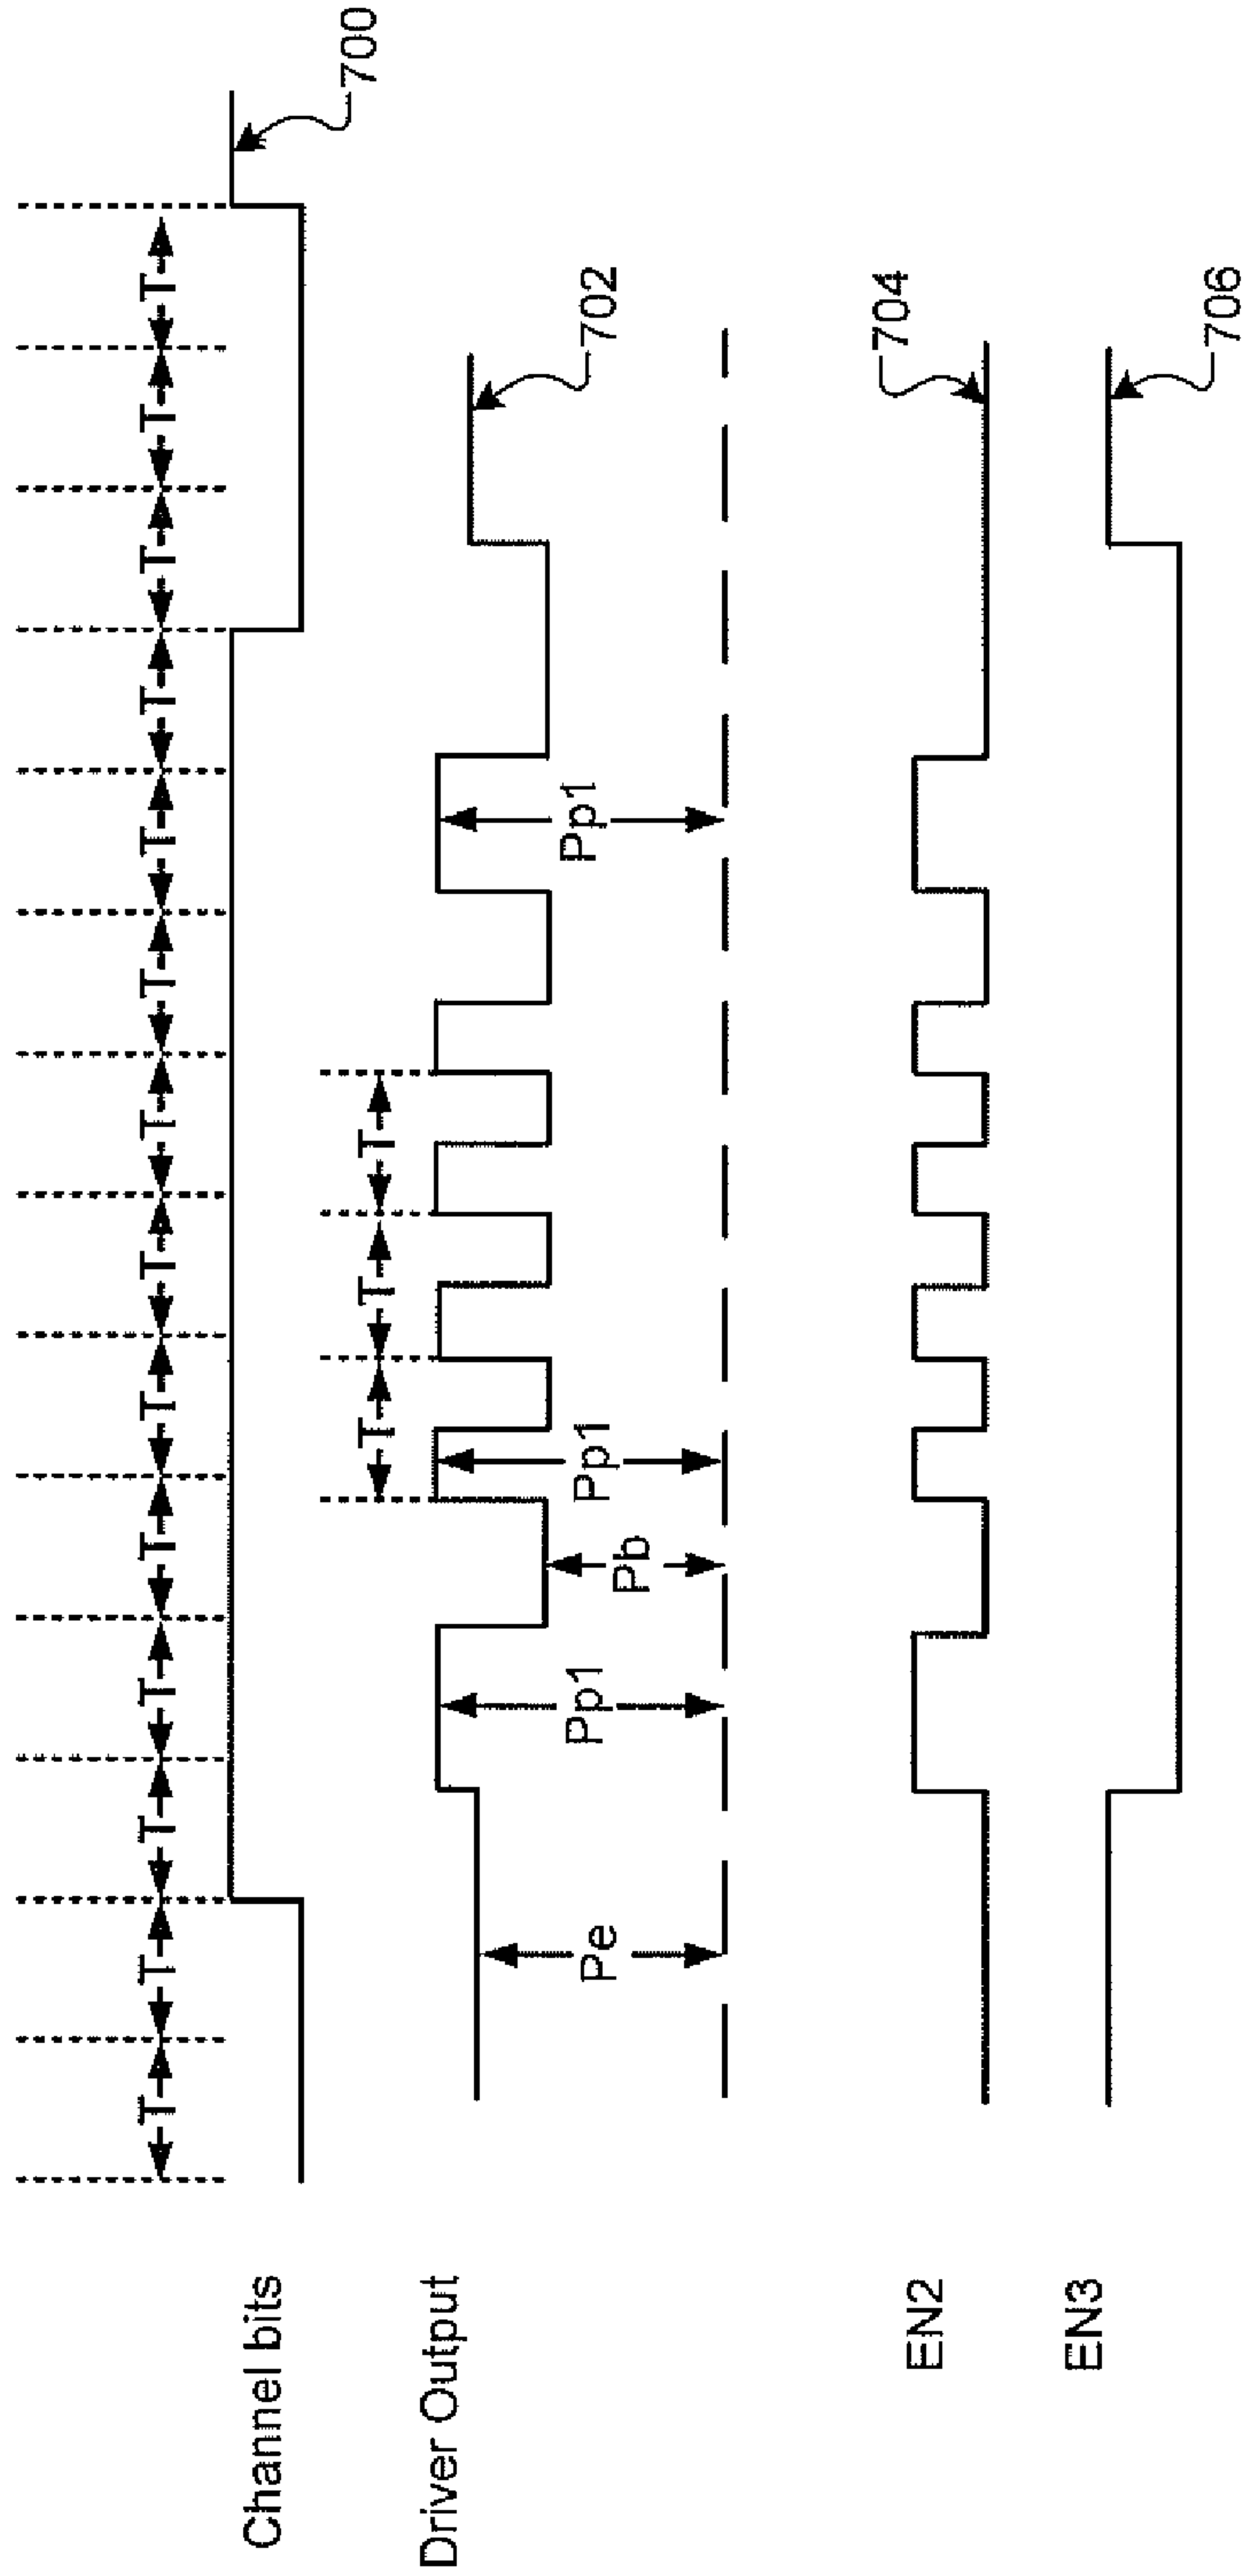 T T T T T T T T T T T T T T
Channel bits
700
T T T
Driver Output
702
Pe Pp1 Pb Pp1 Pp1
EN2
704
EN3
706